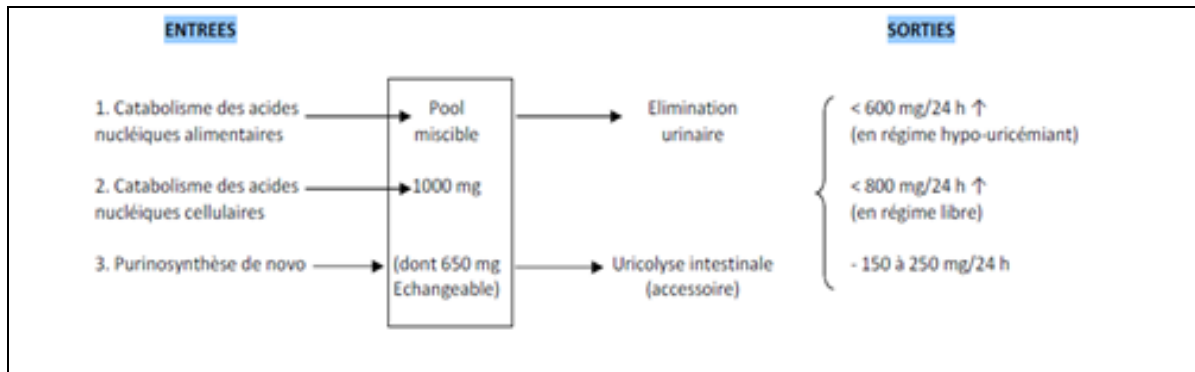 ENTREES
SORTIES
1. Catabolisme des acides
nucléiques alimentaires
Pool
miscible
Elimination
urinaire
< 600 mg/24 h ↑
(en régime hypo-uricémiant)
2. Catabolisme des acides
nucléiques cellulaires
1000 mg
< 800 mg/24 h ↑
(en régime libre)
3. Purinosynthèse de novo
(dont 650 mg
Echangeable)
Uricolyse intestinale
(accessoire)
- 150 à 250 mg/24 h